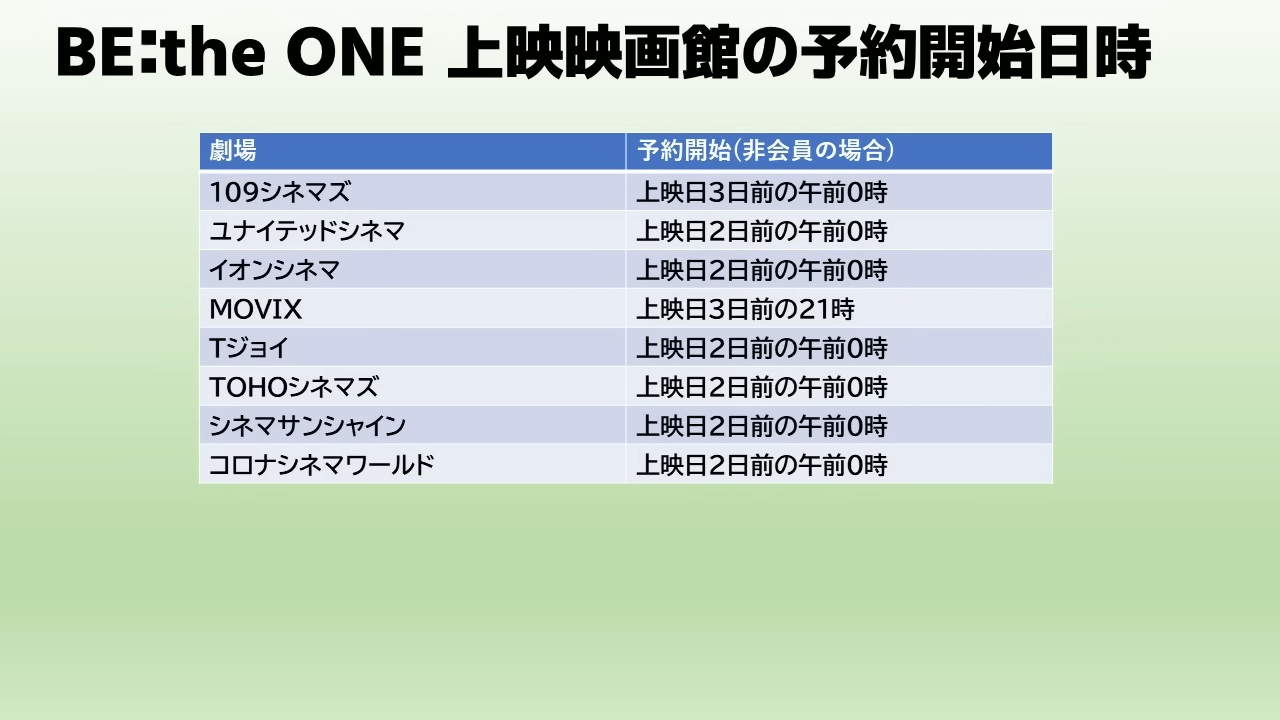 BE:the ONE 上映映画館の予約開始日時
劇場 予約開始(非会員の場合)
109シネマズ 上映日3日前の午前0時
ユナイテッドシネマ 上映日2日前の午前0時
イオンシネマ 上映日2日前の午前0時
MOVIX 上映日3日前の21時
Tジョイ 上映日2日前の午前0時
TOHOシネマズ 上映日2日前の午前0時
シネマサンシャイン 上映日2日前の午前0時
コロナシネマワールド 上映日2日前の午前0時